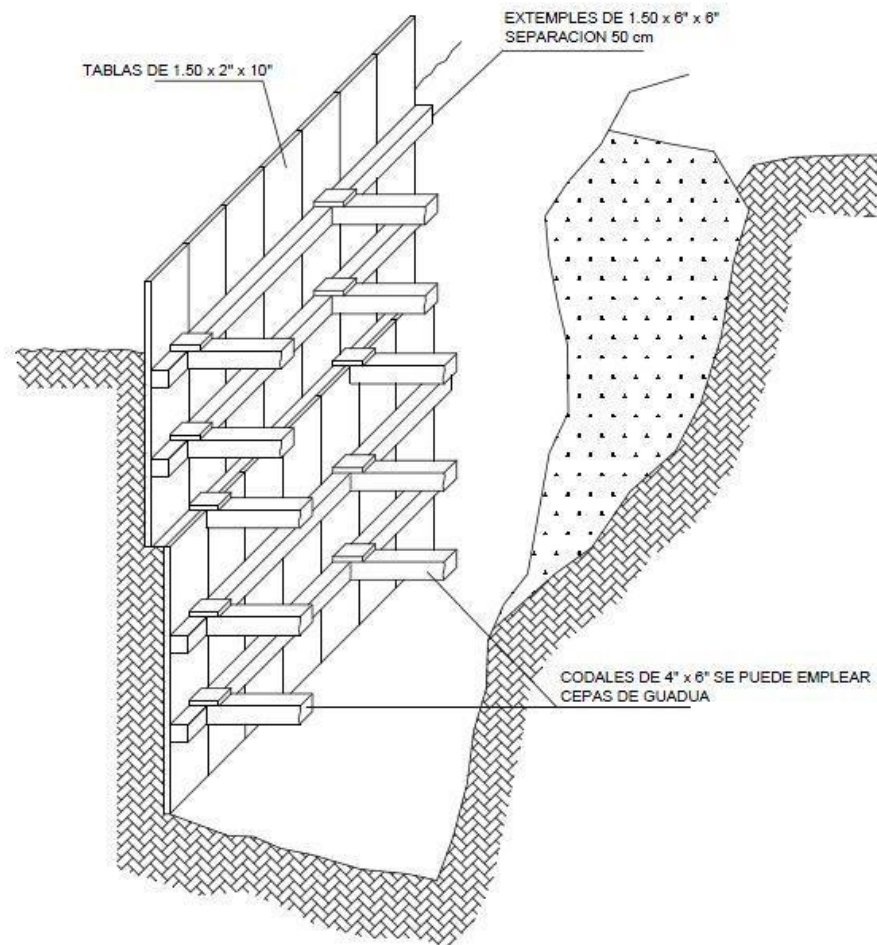 EXTEMPLES DE 1.50 x 6" x 6"
SEPARACION 50 cm
TABLAS DE 1.50 x 2" x 10"
CODALES DE 4" x 6" SE PUEDE EMPLEAR
CEPAS DE GUADUA